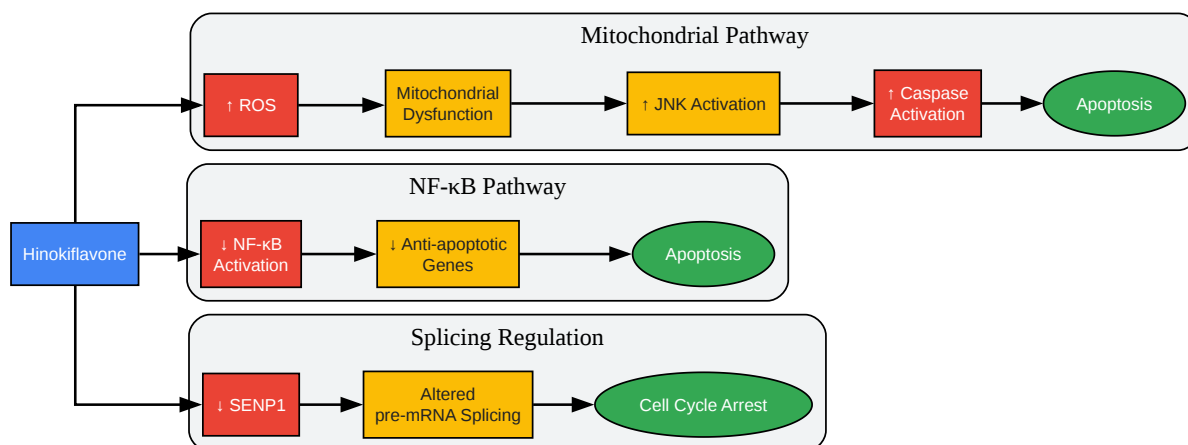 Mitochondrial Pathway
↑ ROS
Mitochondrial
Dysfunction
↑ JNK Activation
↑ Caspase
Activation
Apoptosis
NF-κB Pathway
Hinokiflavone
↓ NF-κB
Activation
↓ Anti-apoptotic
Genes
Apoptosis
Splicing Regulation
↓ SENP1
Altered
pre-mRNA Splicing
Cell Cycle Arrest